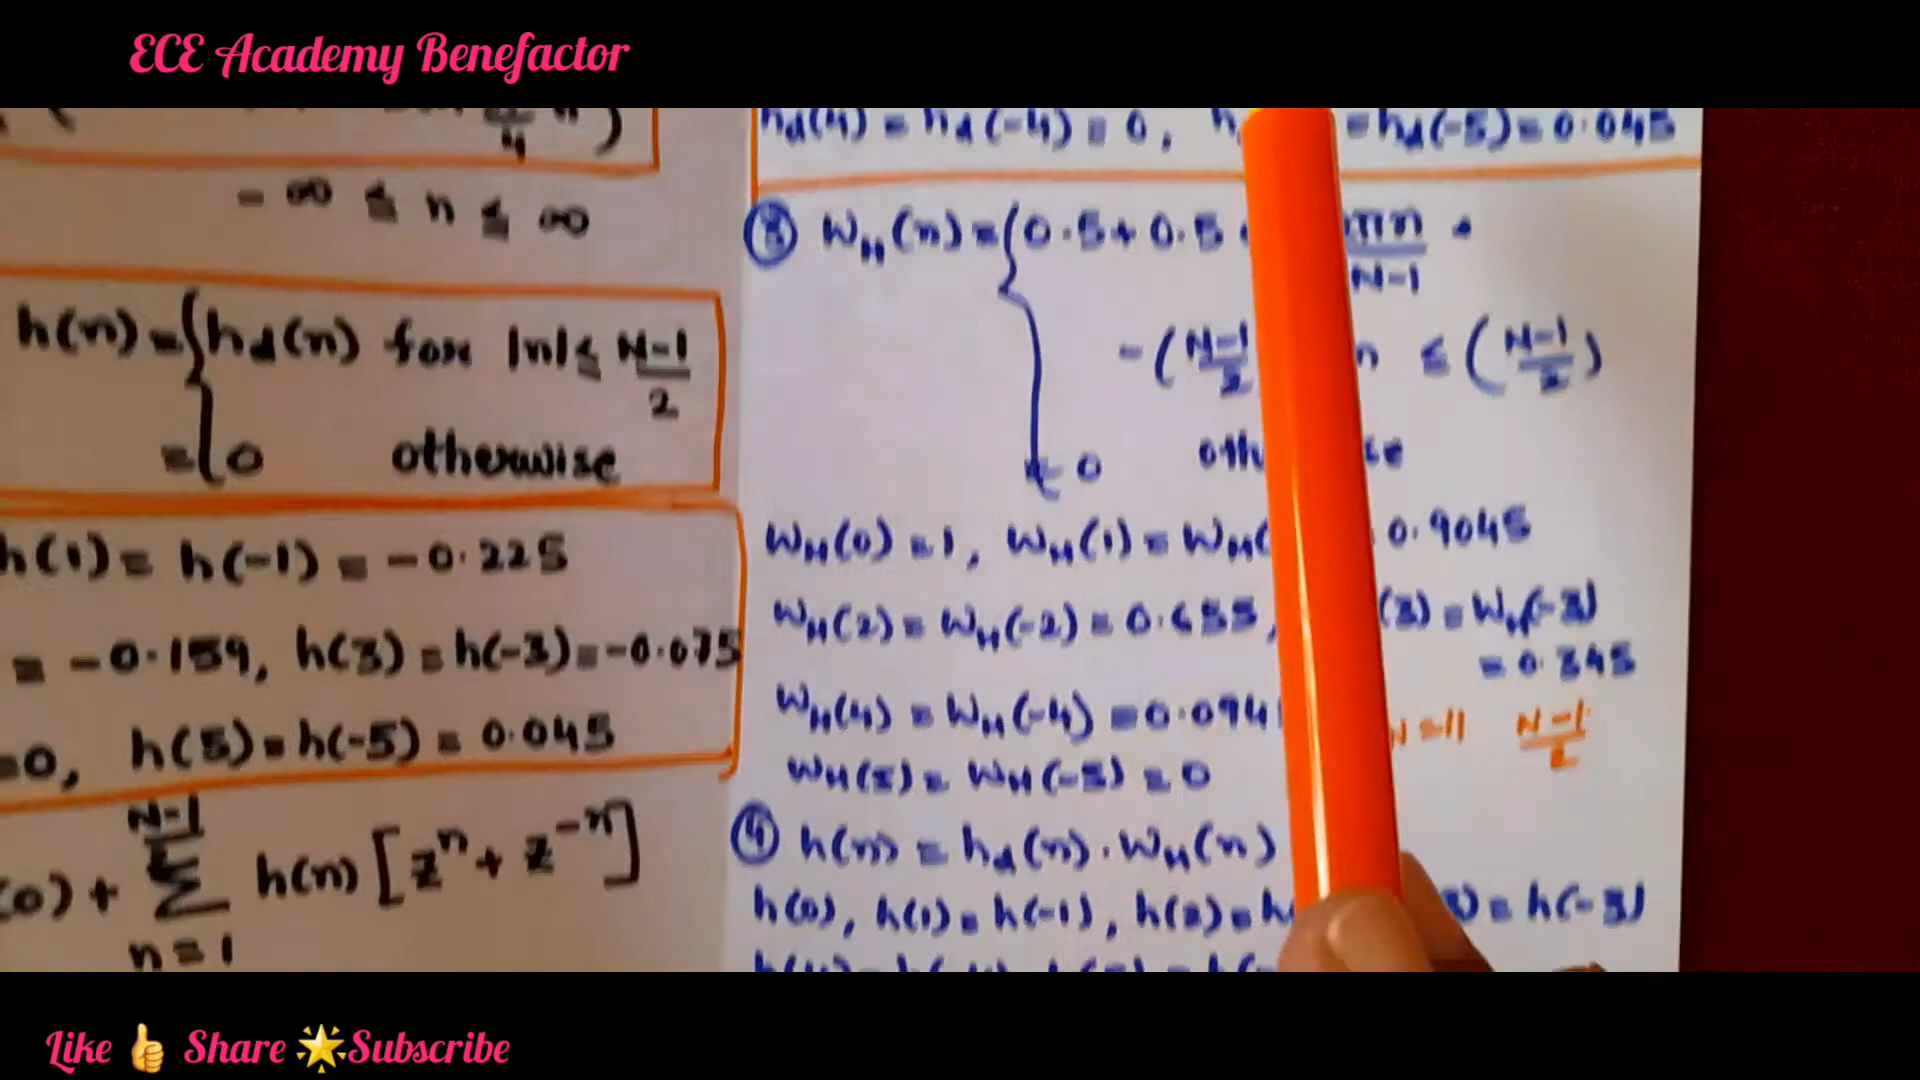 ECE Academy Benefactor
4 )
- ∞ ≤ n ≤ ∞
h(n) = { hd(n) for |n| ≤ N-1/2
= 0 otherwise
h(1) = h(-1) = -0.225
= -0.159, h(3) = h(-3) = -0.075
=0, h(5) = h(-5) = 0.045
(0) + Σ h(n) [z^n + z^-n]
N-1/2
n=1
hd(4) = hd(-4) = 0, = hd(-5) = 0.045
③ WH(n) = { 0.5 + 0.5 πn / N-1
-(N-1/2 n ≤ (N-1/2)
= 0
WH(0) = 1, WH(1) = WH( 0.9045
WH(2) = WH(-2) = 0.655, (3) = WH(-3)
= 0.345
WH(4) = WH(-4) = 0.094 N=11 N-1/2
WH(5) = WH(-5) = 0
④ h(n) = hd(n) . WH(n)
h(0), h(1) = h(-1), h(2) = h 3) = h(-3)
Like 👍 Share 🌟Subscribe